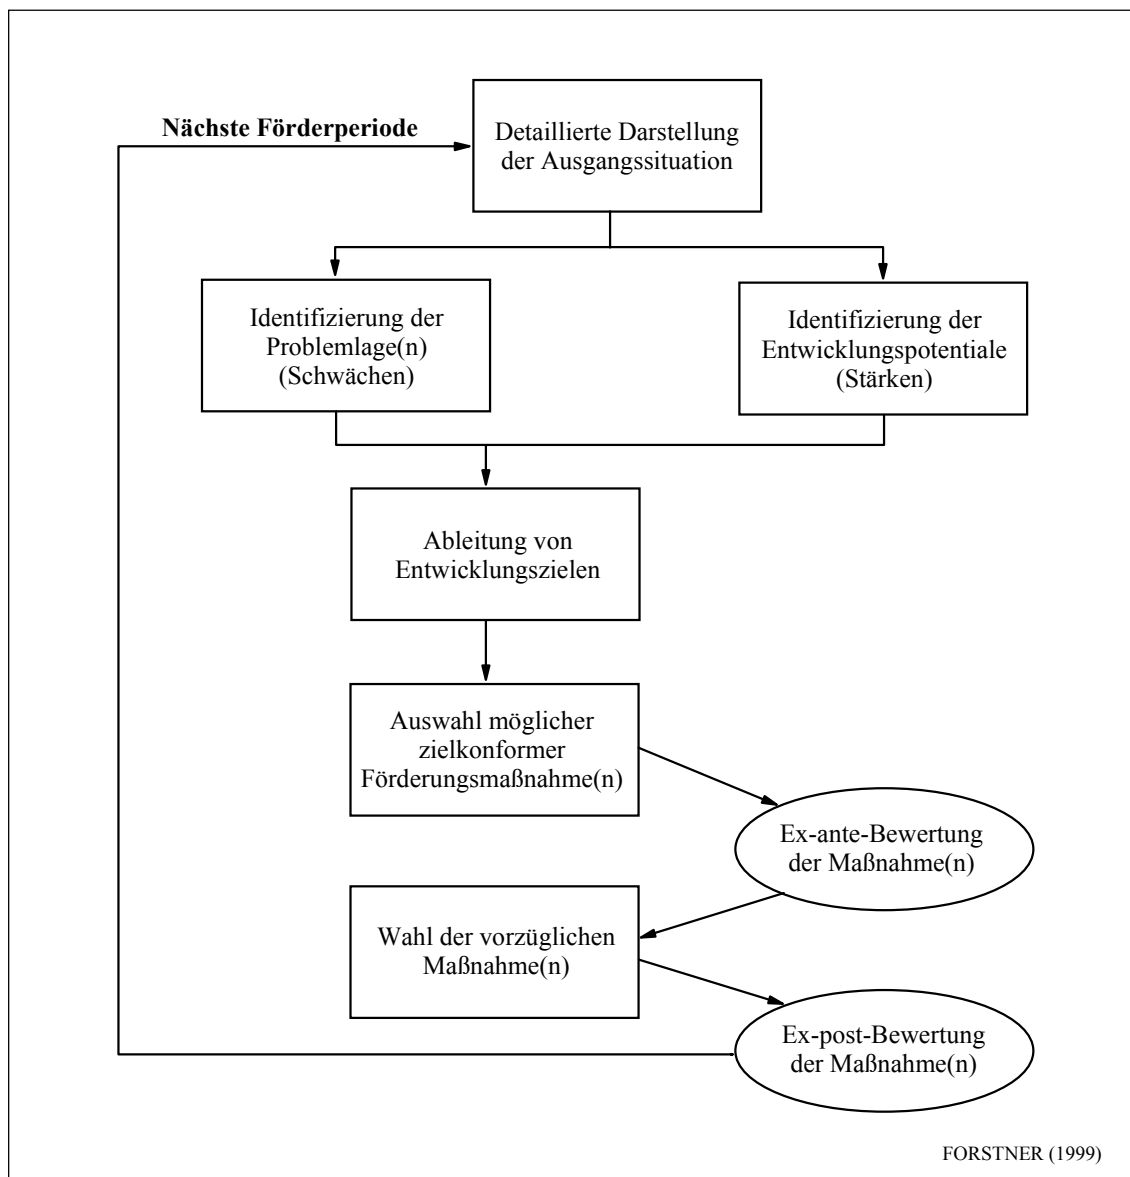 Nächste Förderperiode
Detaillierte Darstellung
der Ausgangssituation
Identifizierung der
Problemlage(n)
(Schwächen)
Identifizierung der
Entwicklungspotentiale
(Stärken)
Ableitung von
Entwicklungszielen
Auswahl möglicher
zielkonformer
Förderungsmaßnahme(n)
Ex-ante-Bewertung
der Maßnahme(n)
Wahl der vorzüglichen
Maßnahme(n)
Ex-post-Bewertung
der Maßnahme(n)
FORSTNER (1999)